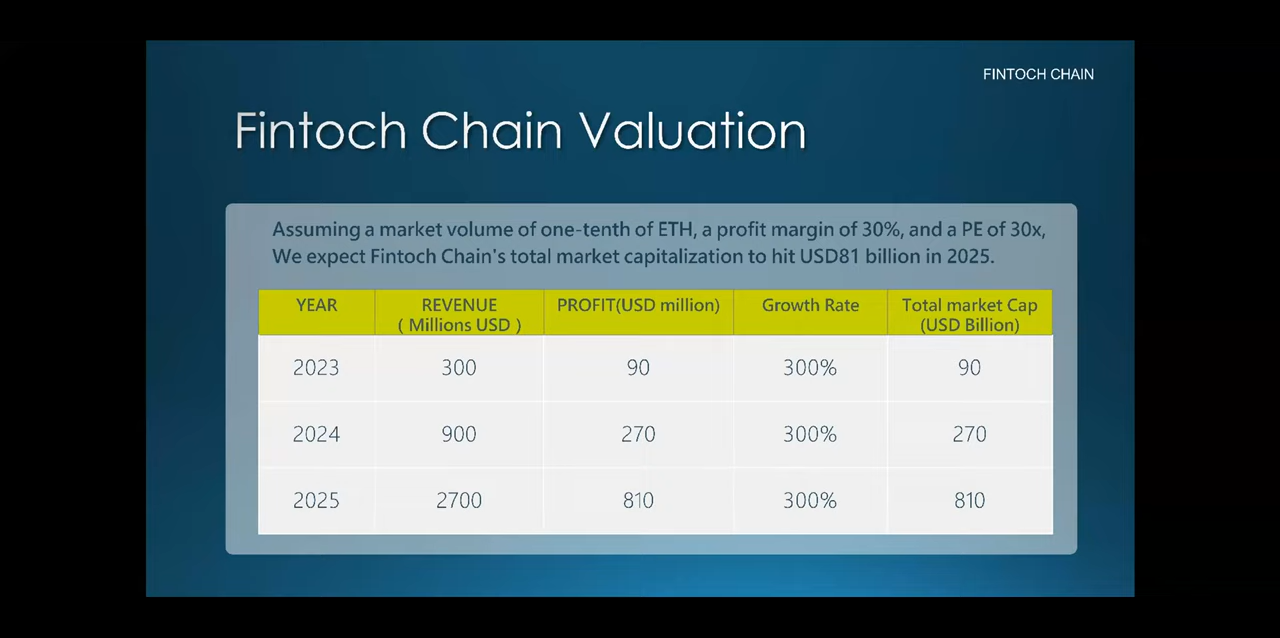 FINTOCH CHAIN
Fintoch Chain Valuation
Assuming a market volume of one-tenth of ETH, a profit margin of 30%, and a PE of 30x,
We expect Fintoch Chain's total market capitalization to hit USD81 billion in 2025.
YEAR REVENUE PROFIT(USD million) Growth Rate Total market Cap
( Millions USD ) (USD Billion)
2023 300 90 300% 90
2024 900 270 300% 270
2025 2700 810 300% 810